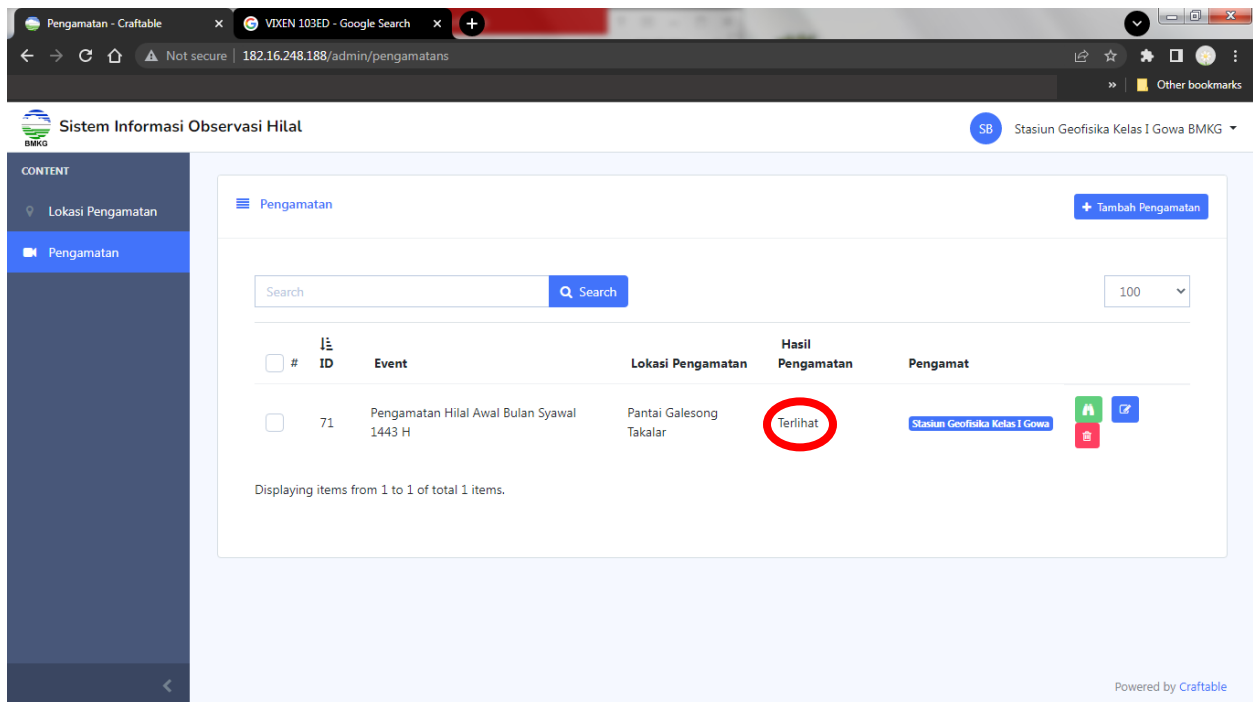 Pengamatan - Craftable
VIXEN 103ED - Google Search
Not secure
182.16.248.188/admin/pengamatans
Other bookmarks
BMKG
Sistem Informasi Observasi Hilal
SB
Stasiun Geofisika Kelas I Gowa BMKG
CONTENT
Lokasi Pengamatan
Pengamatan
Pengamatan
+ Tambah Pengamatan
Search
Search
100
# ID Event Lokasi Pengamatan Hasil
Pengamatan Pengamat
71 Pengamatan Hilal Awal Bulan Syawal Pantai Galesong Terlihat Stasiun Geofisika Kelas I Gowa
1443 H Takalar
Displaying items from 1 to 1 of total 1 items.
Powered by Craftable